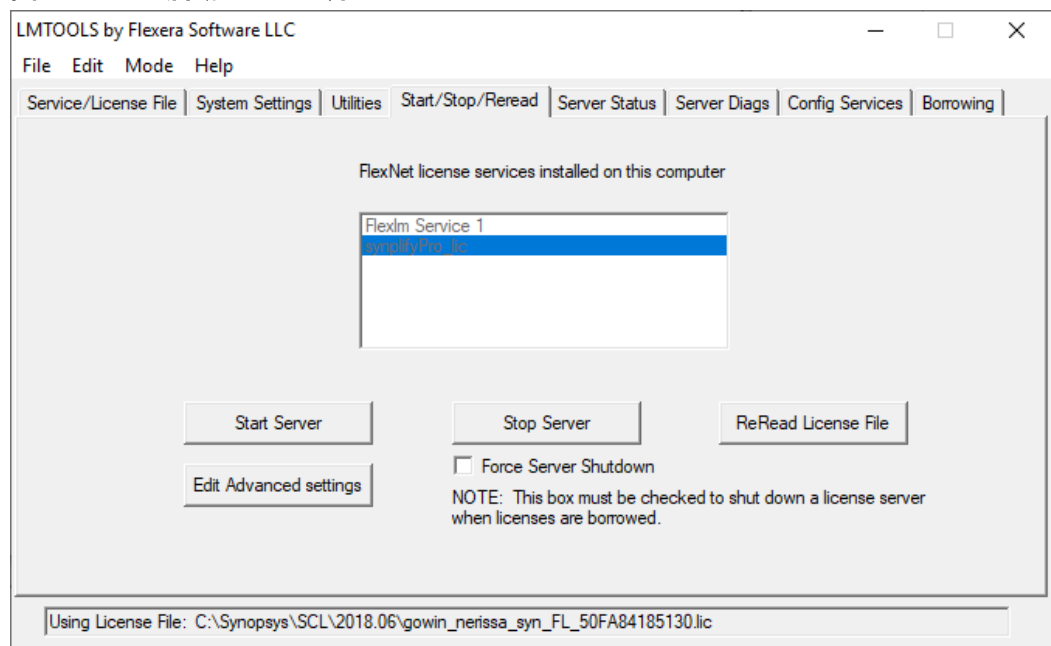 LMTOOLS by Flexera Software LLC
File Edit Mode Help
Service/License File System Settings Utilities Start/Stop/Reread Server Status Server Diags Config Services Borrowing
FlexNet license services installed on this computer
Flexlm Service 1
synplifyPro_lic
Start Server Stop Server ReRead License File
Edit Advanced settings
Force Server Shutdown
NOTE: This box must be checked to shut down a license server
when licenses are borrowed.
Using License File: C:\Synopsys\SCL\2018.06\gowin_nerissa_syn_FL_50FA84185130.lic